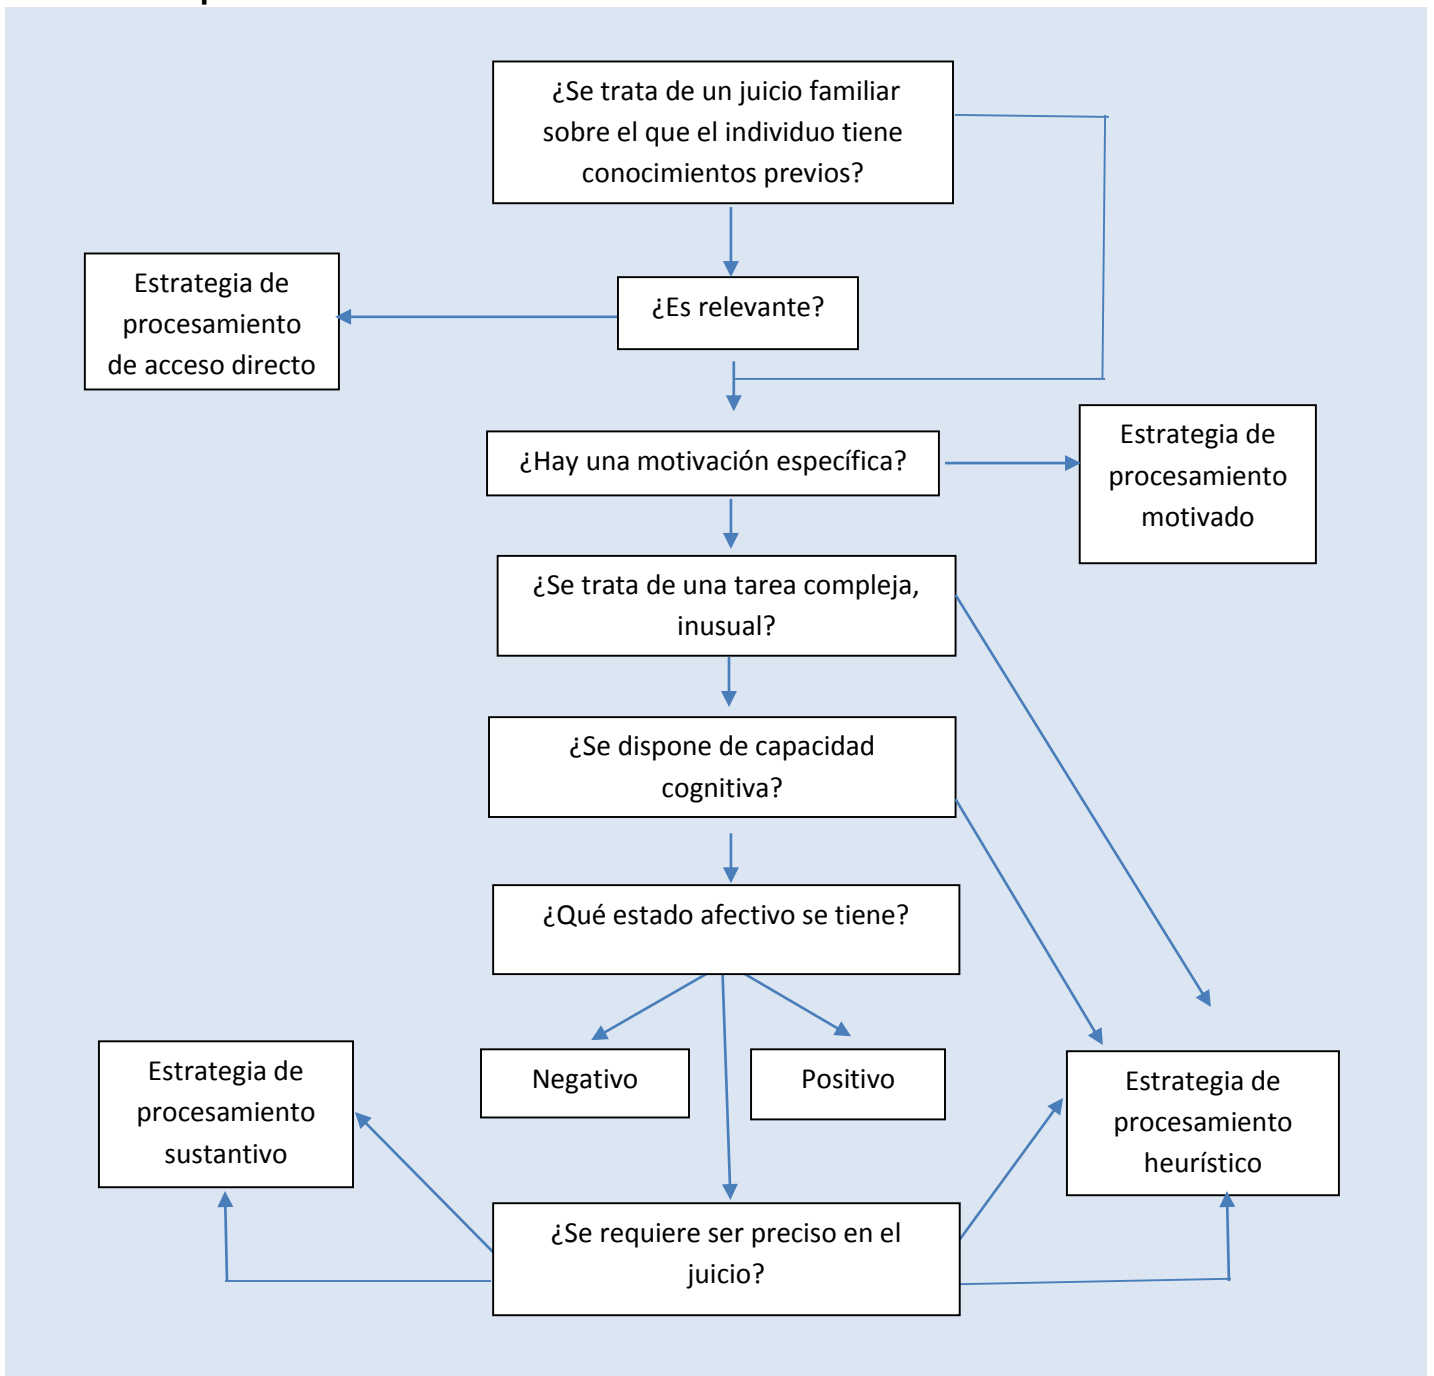 ¿Se trata de un juicio familiar
sobre el que el individuo tiene
conocimientos previos?
Estrategia de
procesamiento
de acceso directo
¿Es relevante?
¿Hay una motivación específica?
Estrategia de
procesamiento
motivado
¿Se trata de una tarea compleja,
inusual?
¿Se dispone de capacidad
cognitiva?
¿Qué estado afectivo se tiene?
Negativo
Positivo
Estrategia de
procesamiento
sustantivo
Estrategia de
procesamiento
heurístico
¿Se requiere ser preciso en el
juicio?